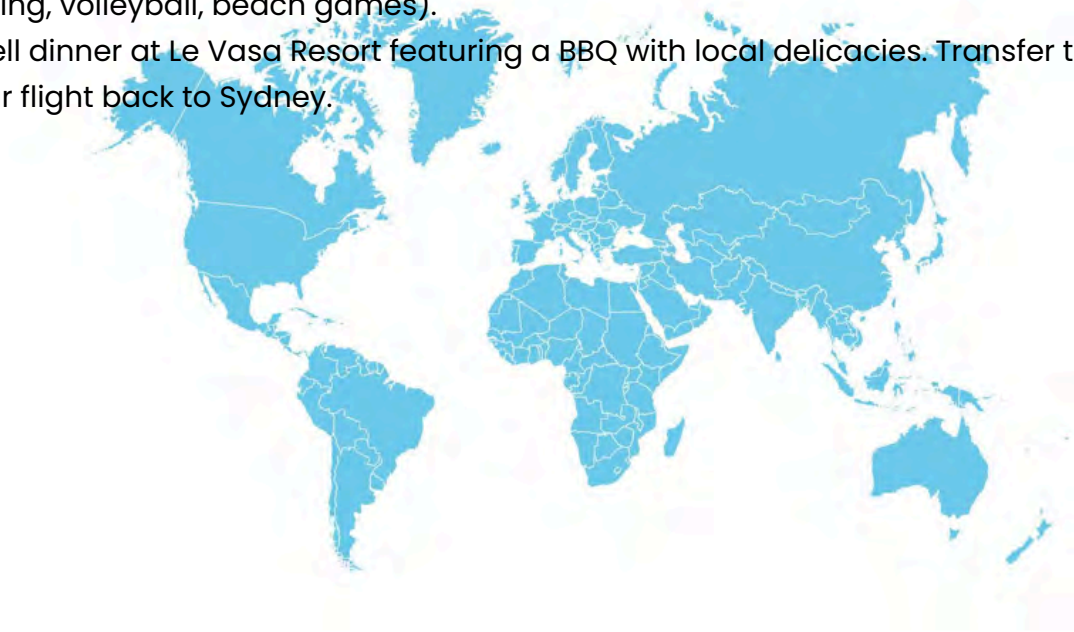 ing, volleyball, beach games).
ell dinner at Le Vasa Resort featuring a BBQ with local delicacies. Transfer t
r flight back to Sydney.